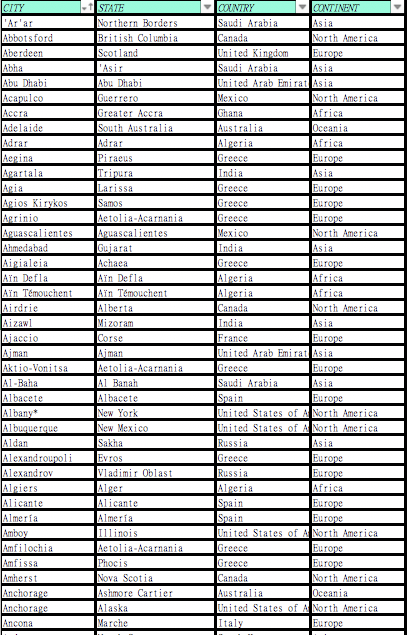 CITY STATE COUNTRY CONTINENT
'Ar'ar Northern Borders Saudi Arabia Asia
Abbotsford British Columbia Canada North America
Aberdeen Scotland United Kingdom Europe
Abha 'Asir Saudi Arabia Asia
Abu Dhabi Abu Dhabi United Arab Emirat Asia
Acapulco Guerrero Mexico North America
Accra Greater Accra Ghana Africa
Adelaide South Australia Australia Oceania
Adrar Adrar Algeria Africa
Aegina Piraeus Greece Europe
Agartala Tripura India Asia
Agia Larissa Greece Europe
Agios Kirykos Samos Greece Europe
Agrinio Aetolia-Acarnania Greece Europe
Aguascalientes Aguascalientes Mexico North America
Ahmedabad Gujarat India Asia
Aigialeia Achaea Greece Europe
Aïn Defla Aïn Defla Algeria Africa
Aïn Témouchent Aïn Témouchent Algeria Africa
Airdrie Alberta Canada North America
Aizawl Mizoram India Asia
Ajaccio Corse France Europe
Ajman Ajman United Arab Emirat Asia
Aktio-Vonitsa Aetolia-Acarnania Greece Europe
Al-Baha Al Banah Saudi Arabia Asia
Albacete Albacete Spain Europe
Albany* New York United States of A North America
Albuquerque New Mexico United States of A North America
Aldan Sakha Russia Asia
Alexandroupoli Evros Greece Europe
Alexandrov Vladimir Oblast Russia Europe
Algiers Alger Algeria Africa
Alicante Alicante Spain Europe
Almería Almería Spain Europe
Amboy Illinois United States of A North America
Amfilochia Aetolia-Acarnania Greece Europe
Amfissa Phocis Greece Europe
Amherst Nova Scotia Canada North America
Anchorage Ashmore Cartier Australia Oceania
Anchorage Alaska United States of A North America
Ancona Marche Italy Europe